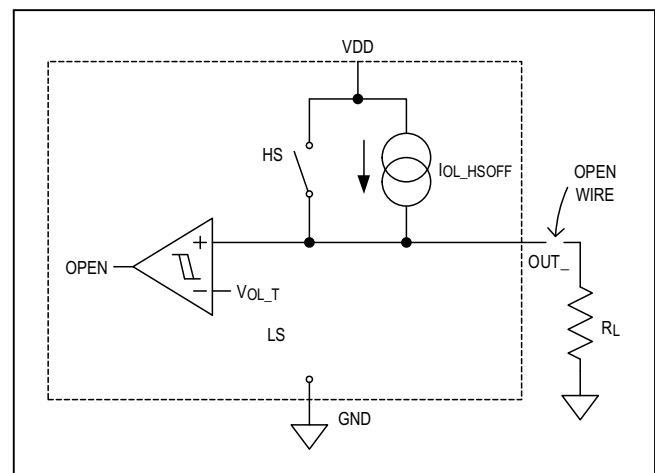 VDD
HS
IOL_HSOFF
OPEN
WIRE
+
OPEN
OUT_
−
VOL_T
RL
LS
GND